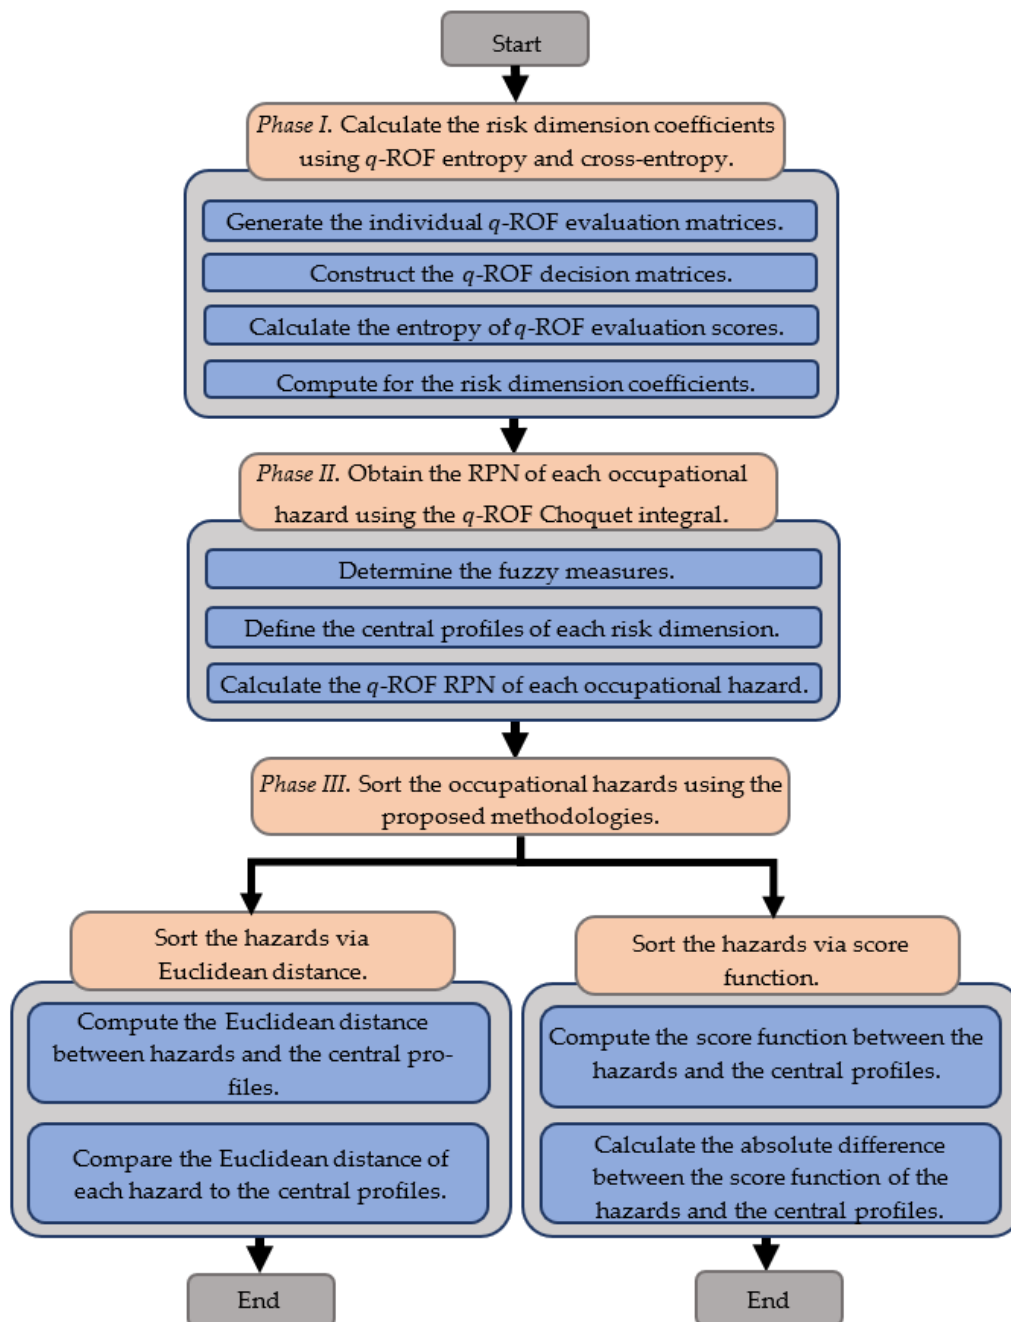 Start
Phase I. Calculate the risk dimension coefficients
using q-ROF entropy and cross-entropy.
Generate the individual q-ROF evaluation matrices.
Construct the q-ROF decision matrices.
Calculate the entropy of q-ROF evaluation scores.
Compute for the risk dimension coefficients.
Phase II. Obtain the RPN of each occupational
hazard using the q-ROF Choquet integral.
Determine the fuzzy measures.
Define the central profiles of each risk dimension.
Calculate the q-ROF RPN of each occupational hazard.
Phase III. Sort the occupational hazards using the
proposed methodologies.
Sort the hazards via
Euclidean distance.
Compute the Euclidean distance
between hazards and the central pro-
files.
Compare the Euclidean distance of
each hazard to the central profiles.
End
Sort the hazards via score
function.
Compute the score function between the
hazards and the central profiles.
Calculate the absolute difference
between the score function of the
hazards and the central profiles.
End